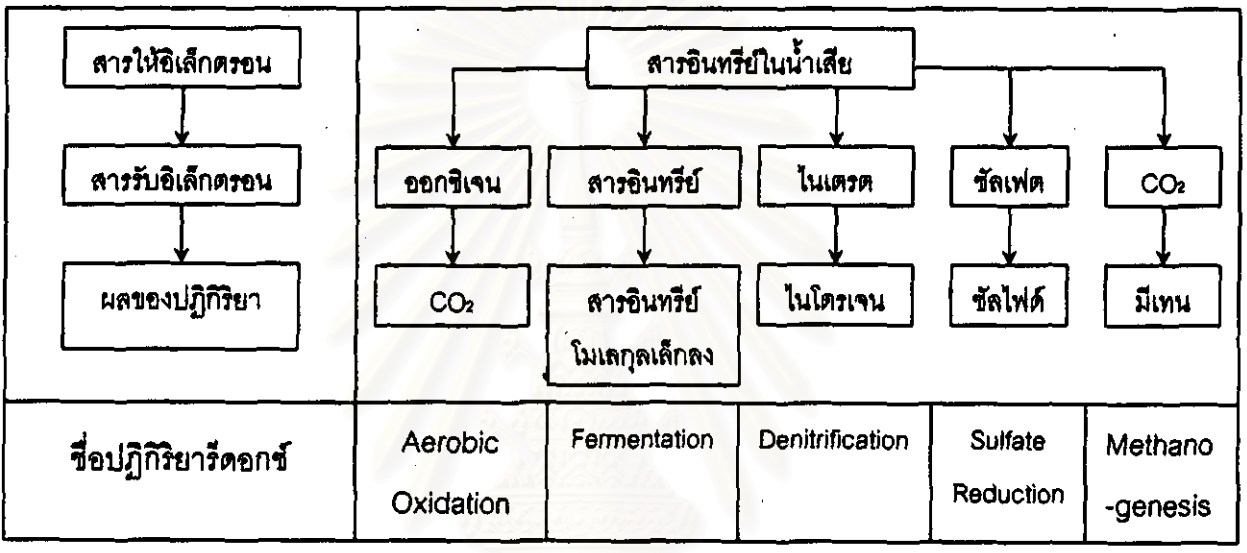 สารให้อิเล็กตรอน
สารอินทรีย์ในน้ำเสีย
สารรับอิเล็กตรอน
ออกซิเจน
สารอินทรีย์
ไนเตรต
ซัลเฟต
CO₂
ผลของปฏิกิริยา
CO₂
สารอินทรีย์
โมเลกุลเล็กลง
ไนโตรเจน
ซัลไฟด์
มีเทน
ชื่อปฏิกิริยารีดอกซ์
Aerobic
Oxidation
Fermentation
Denitrification
Sulfate
Reduction
Methano
-genesis